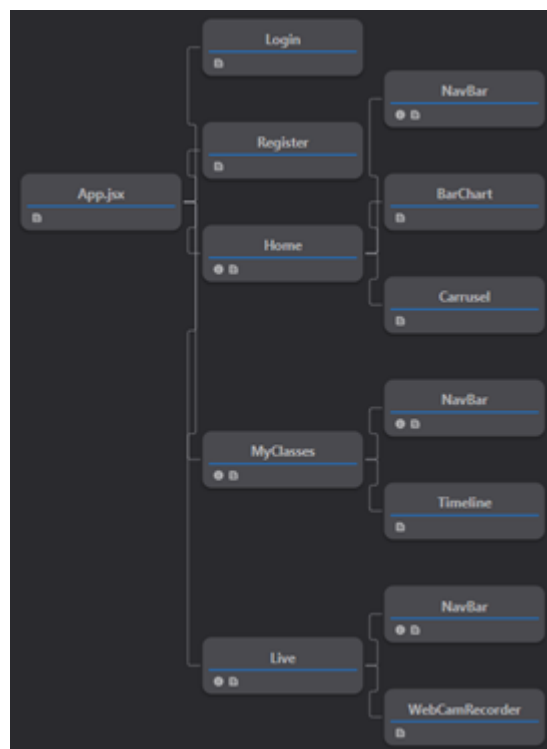 App.jsx
Login
Register
Home
NavBar
BarChart
Carrusel
MyClasses
NavBar
Timeline
Live
NavBar
WebCamRecorder